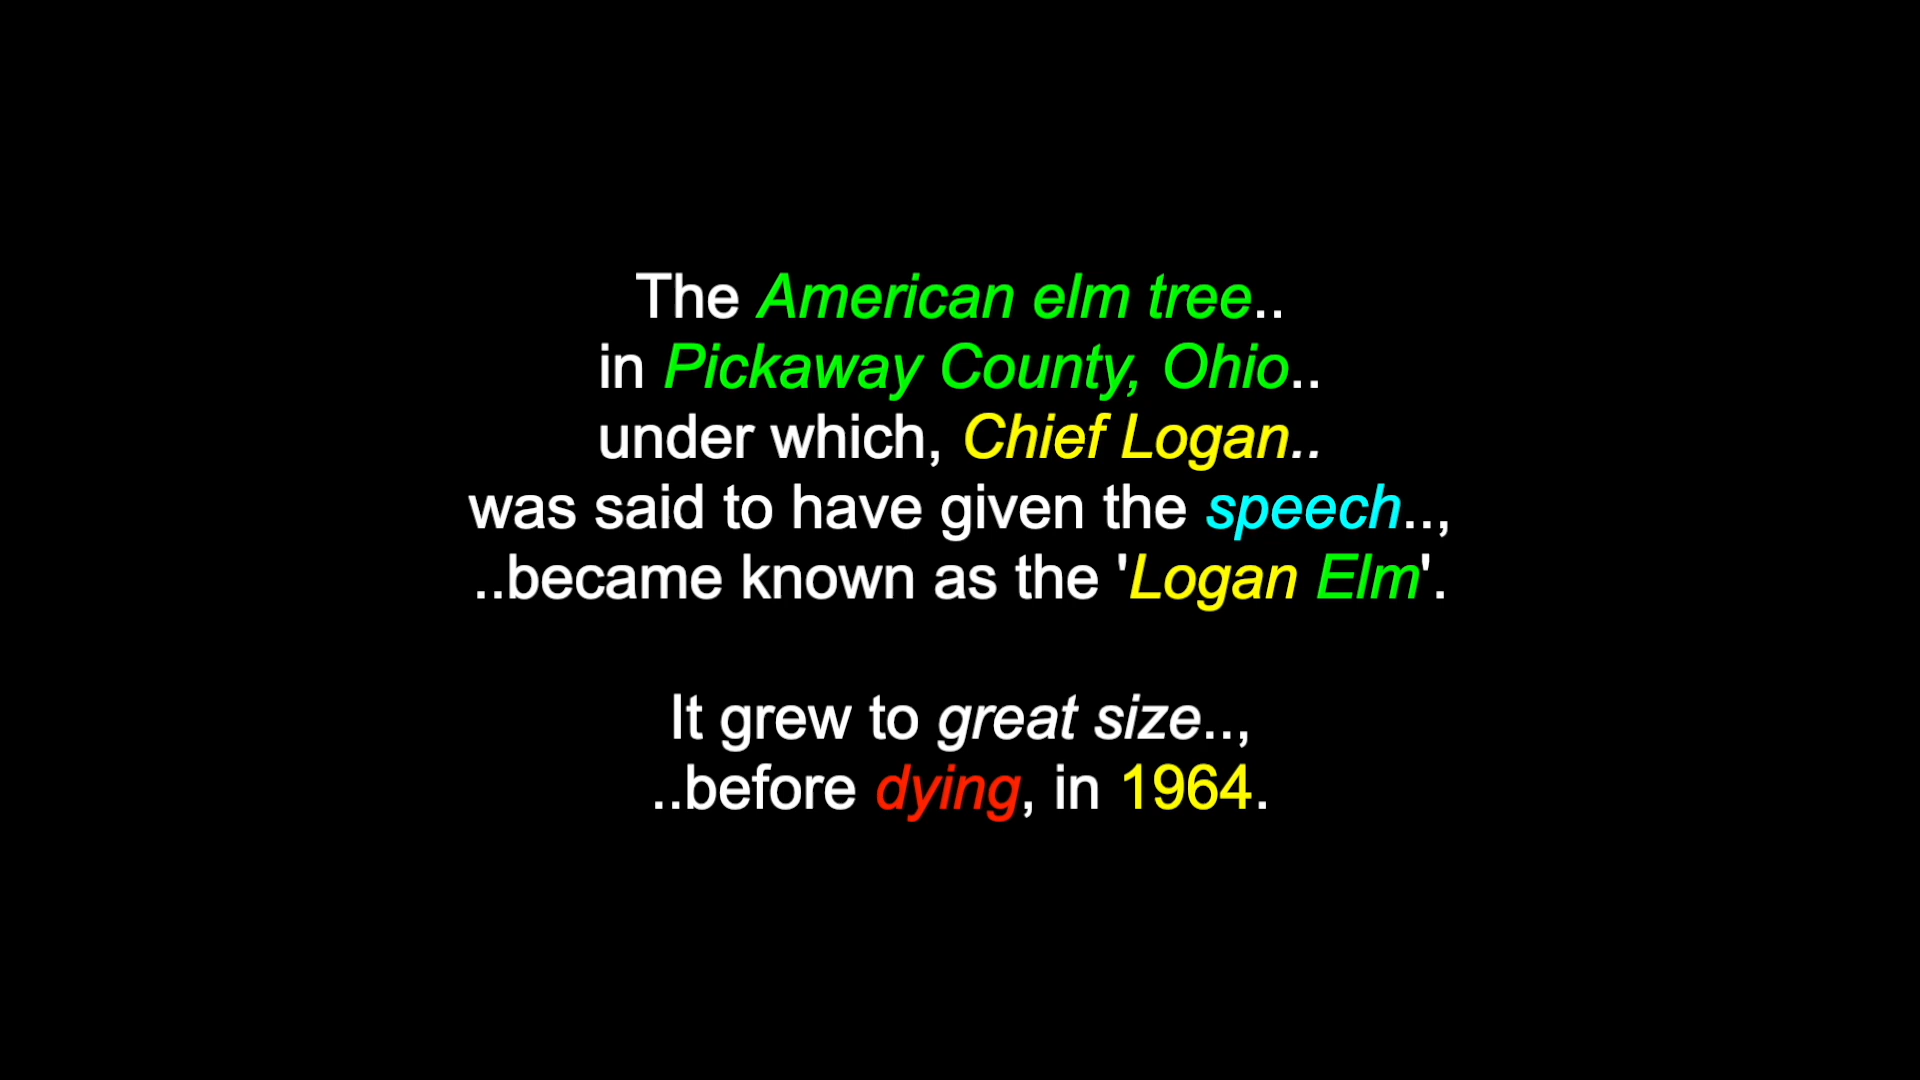 The American elm tree..
in Pickaway County, Ohio..
under which, Chief Logan..
was said to have given the speech..,
..became known as the 'Logan Elm'.
It grew to great size..,
..before dying, in 1964.